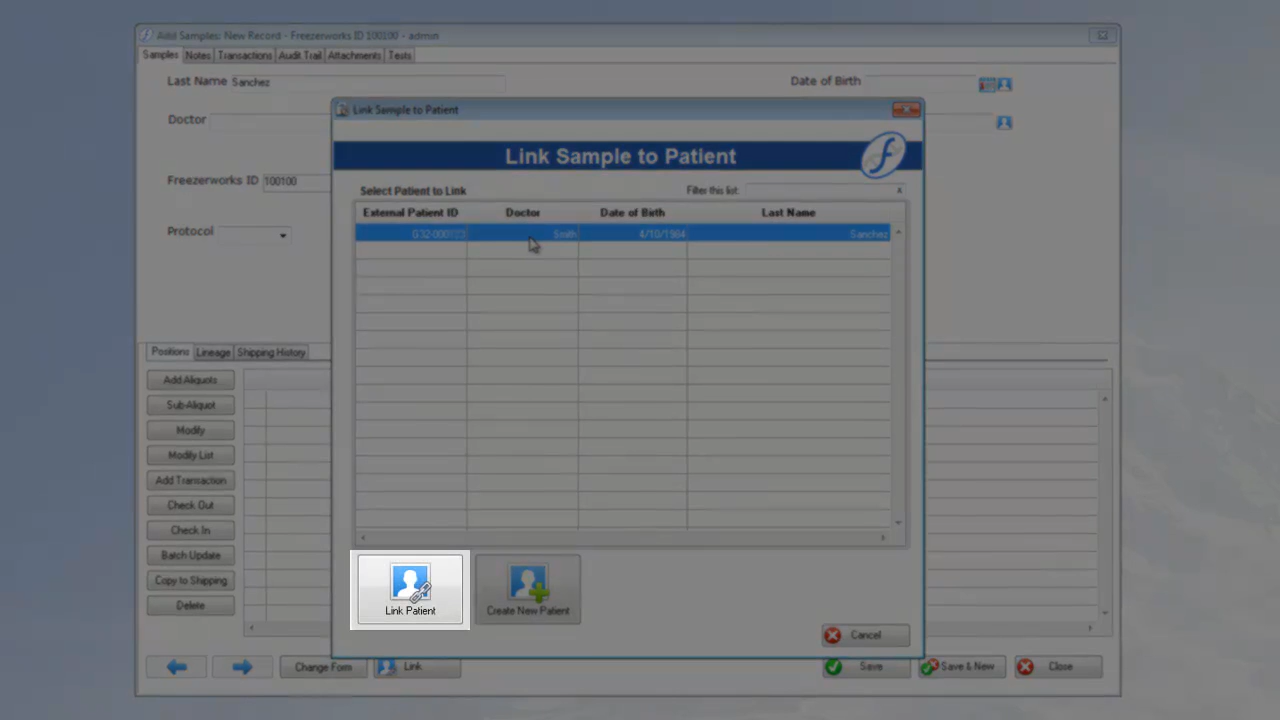 Add Samples: New Record - Freezerworks ID 100100 - admin
Samples Notes Transactions Audit Trail Attachments Tests
Last Name Sanchez
Date of Birth
Doctor
Freezerworks ID 100100
Protocol
Link Sample to Patient
Link Sample to Patient
Select Patient to Link
Filter this list: x
External Patient ID Doctor Date of Birth Last Name
G32-000123 Smith 4/10/1984 Sanchez
Positions Lineage Shipping History
Add Aliquots
Sub-Aliquot
Modify
Modify List
Add Transaction
Check Out
Check In
Batch Update
Copy to Shipping
Delete
Link Patient
Create New Patient
Cancel
Change Form
Link
Save
Save & New
Close